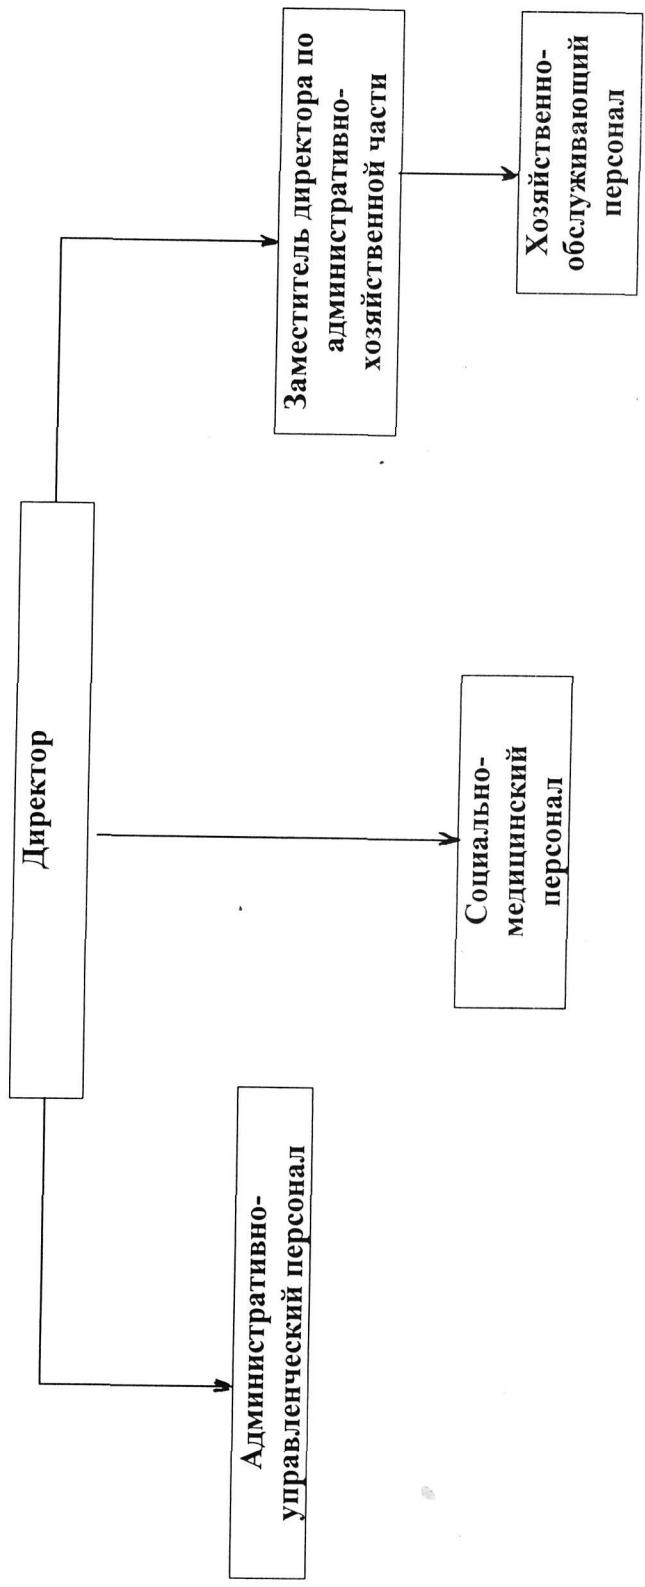 Директор
Административно-
управленческий персонал
Социально-
медицинский
персонал
Заместитель директора по
административно-
хозяйственной части
Хозяйственно-
обслуживающий
персонал